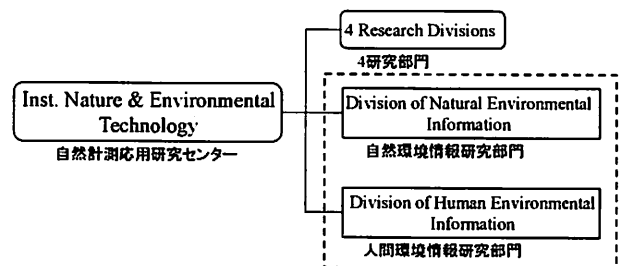 4 Research Divisions
4研究部門
Inst. Nature & Environmental
Technology
自然計測応用研究センター
Division of Natural Environmental
Information
自然環境情報研究部門
Division of Human Environmental
Information
人間環境情報研究部門